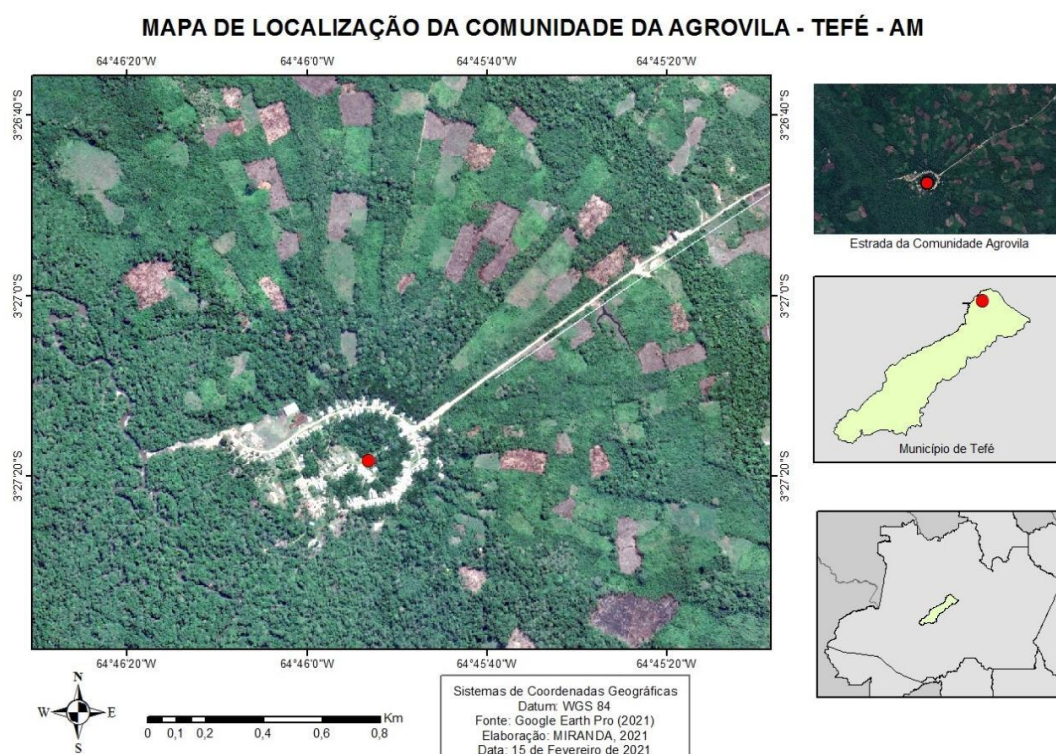 MAPA DE LOCALIZAÇÃO DA COMUNIDADE DA AGROVILA - TEFÉ - AM
64°46'20"W 64°46'0"W 64°45'40"W 64°45'20"W
3°26'40"S 3°26'40"S
3°27'0"S 3°27'0"S
3°27'20"S 3°27'20"S
64°46'20"W 64°46'0"W 64°45'40"W 64°45'20"W
Estrada da Comunidade Agrovila
Município de Tefé
N
W E
S
Km
0 0,1 0,2 0,4 0,6 0,8
Sistemas de Coordenadas Geográficas
Datum: WGS 84
Fonte: Google Earth Pro (2021)
Elaboração: MIRANDA, 2021
Data: 15 de Fevereiro de 2021